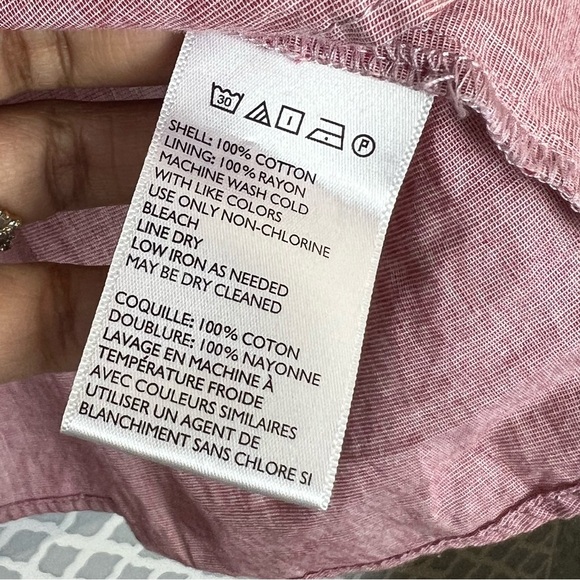 30 P
SHELL: 100% COTTON
LINING: 100% RAYON
MACHINE WASH COLD
WITH LIKE COLORS
USE ONLY NON-CHLORINE
BLEACH
LINE DRY
LOW IRON AS NEEDED
MAY BE DRY CLEANED
COQUILLE: 100% COTON
DOUBLURE: 100% NAYONNE
LAVAGE EN MACHINE À
TEMPÉRATURE FROIDE
AVEC COULEURS SIMILAIRES
UTILISER UN AGENT DE
BLANCHIMENT SANS CHLORE SI